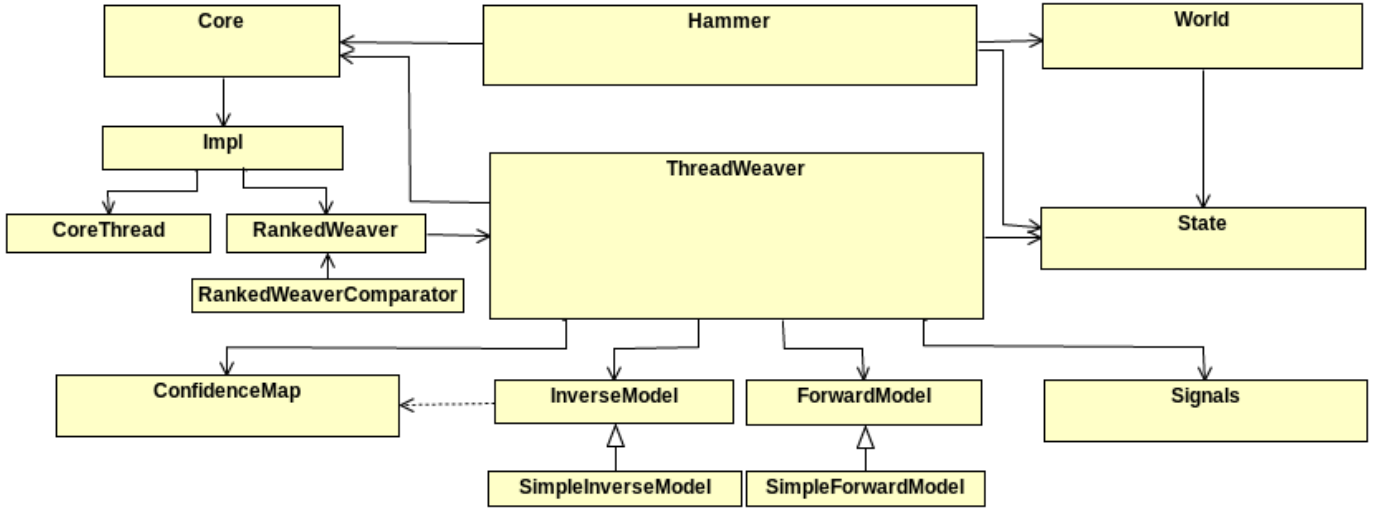 Core
Hammer
World
Impl
ThreadWeaver
CoreThread
RankedWeaver
State
RankedWeaverComparator
ConfidenceMap
InverseModel
ForwardModel
Signals
SimpleInverseModel
SimpleForwardModel